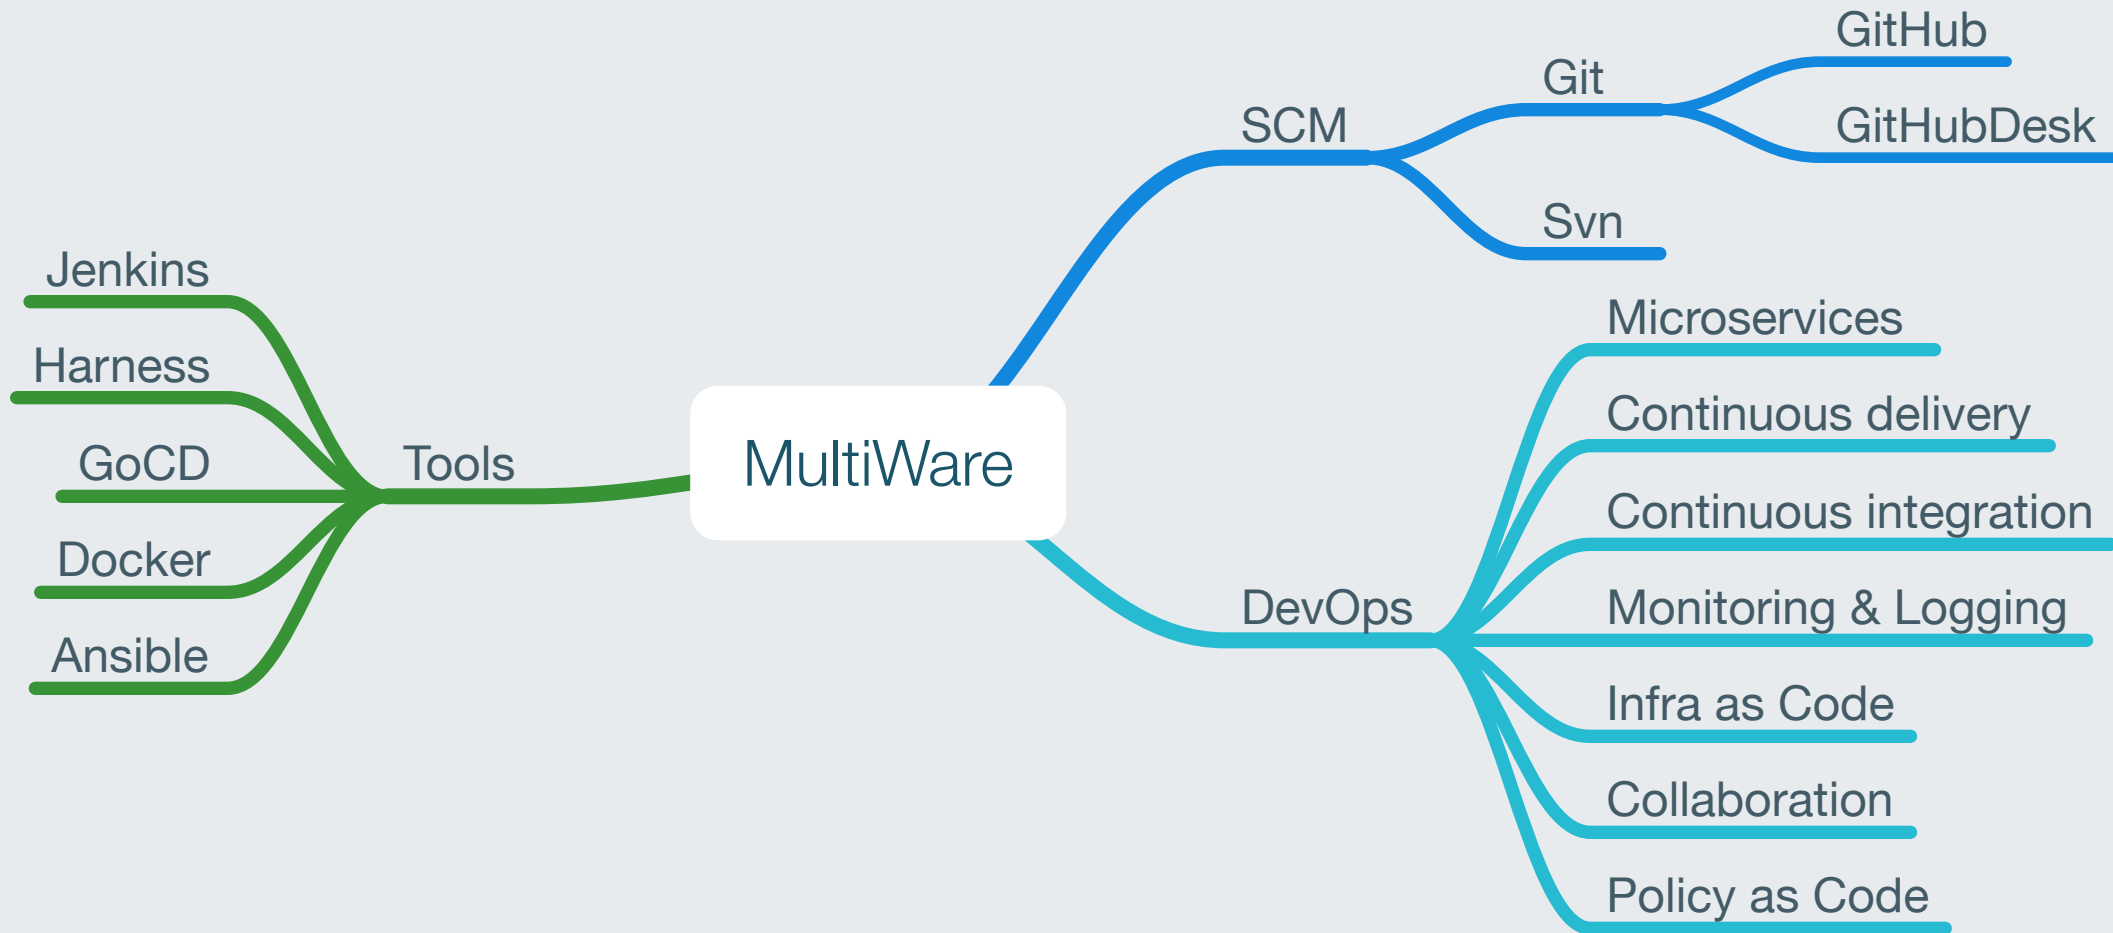 GitHub
Git
GitHubDesk
SCM
Svn
Jenkins
Harness
GoCD
Docker
Ansible
Tools
MultiWare
DevOps
Microservices
Continuous delivery
Continuous integration
Monitoring & Logging
Infra as Code
Collaboration
Policy as Code